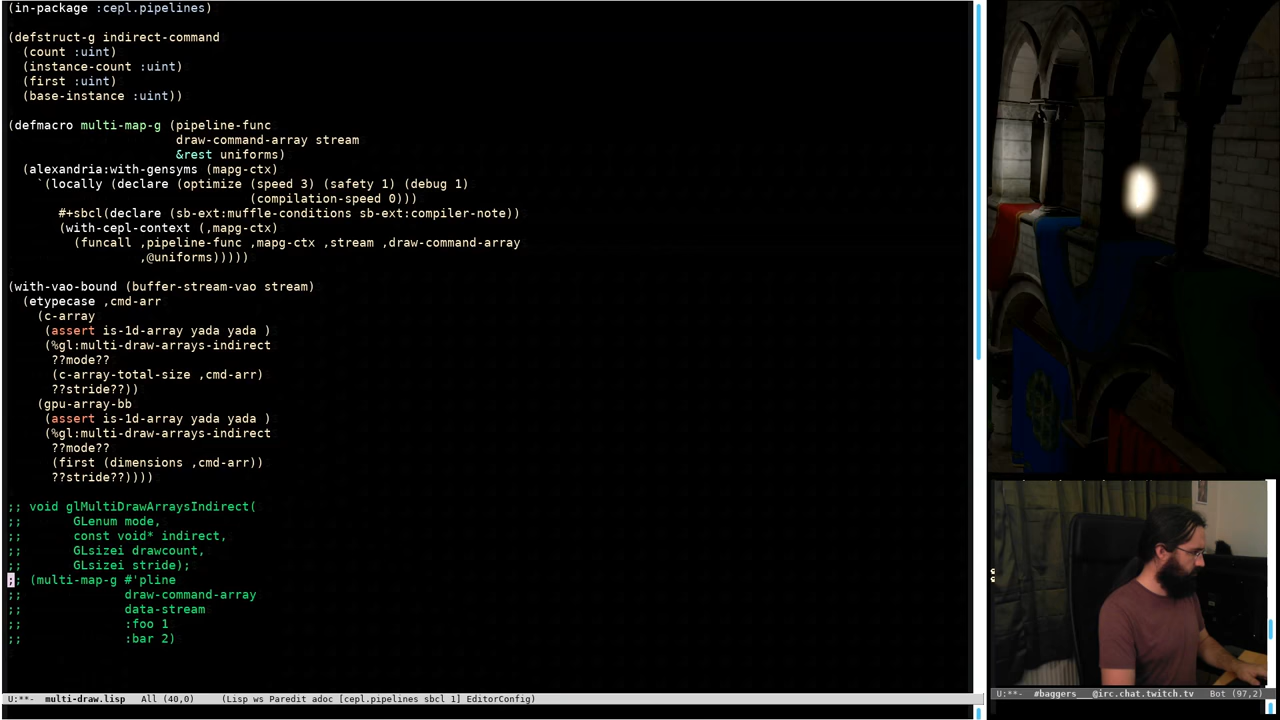 (in-package :cepl.pipelines)
(defstruct-g indirect-command
  (count :uint)
  (instance-count :uint)
  (first :uint)
  (base-instance :uint))
(defmacro multi-map-g (pipeline-func
                       draw-command-array stream
                       &rest uniforms)
  (alexandria:with-gensyms (mapg-ctx)
    `(locally (declare (optimize (speed 3) (safety 1) (debug 1)
                                 (compilation-speed 0)))
       #+sbcl(declare (sb-ext:muffle-conditions sb-ext:compiler-note))
       (with-cepl-context (,mapg-ctx)
         (funcall ,pipeline-func ,mapg-ctx ,stream ,draw-command-array
                  ,@uniforms)))))
(with-vao-bound (buffer-stream-vao stream)
  (etypecase ,cmd-arr
    (c-array
     (assert is-1d-array yada yada )
     (%gl:multi-draw-arrays-indirect
      ??mode??
      (c-array-total-size ,cmd-arr)
      ??stride??))
    (gpu-array-bb
     (assert is-1d-array yada yada )
     (%gl:multi-draw-arrays-indirect
      ??mode??
      (first (dimensions ,cmd-arr))
      ??stride??))))
;; void glMultiDrawArraysIndirect(
;;       GLenum mode,
;;       const void* indirect,
;;       GLsizei drawcount,
;;       GLsizei stride);
;; (multi-map-g #'pline
;;              draw-command-array
;;              data-stream
;;              :foo 1
;;              :bar 2)
U:**-  multi-draw.lisp   All (40,0)     (Lisp ws Paredit adoc [cepl.pipelines sbcl 1] EditorConfig)
U:**-  #baggers___@irc.chat.twitch.tv   Bot (97,2)